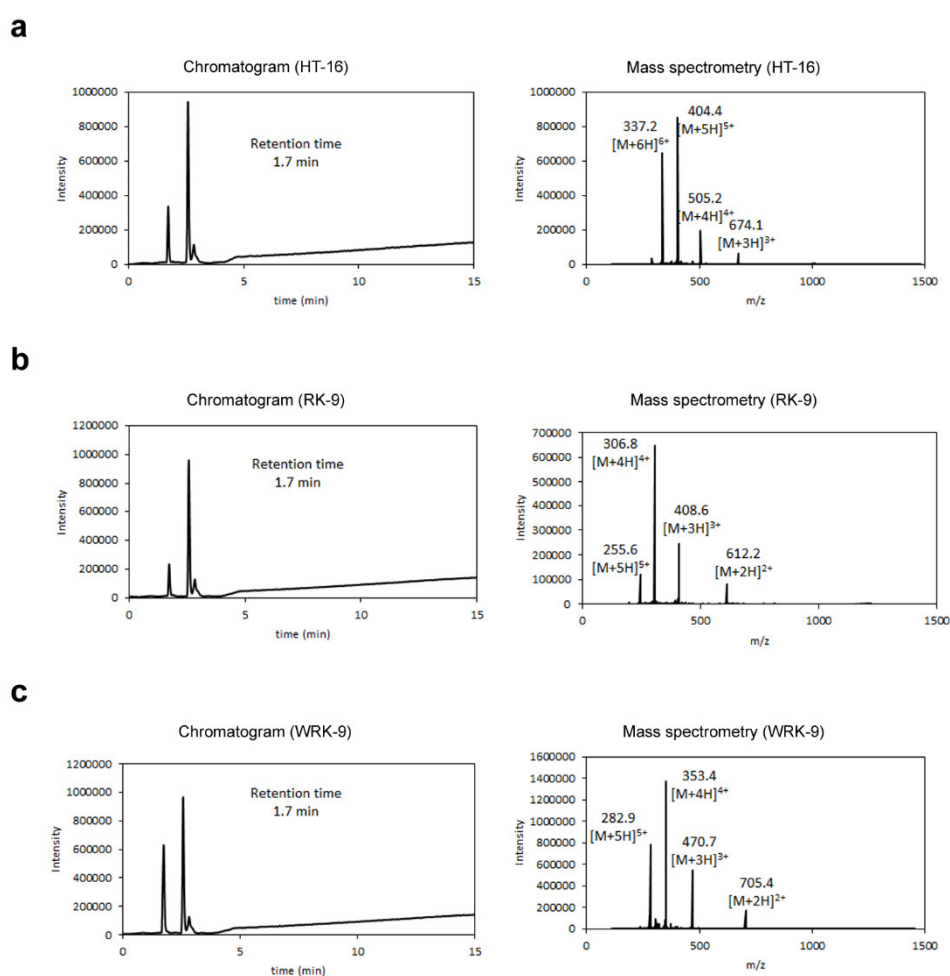 a
Chromatogram (HT-16)
1000000
800000
600000
400000
200000
0
Intensity
Retention time
1.7 min
0
5
10
15
time (min)
Mass spectrometry (HT-16)
1000000
800000
600000
400000
200000
0
Intensity
404.4
[M+5H]⁵⁺
337.2
[M+6H]⁶⁺
505.2
[M+4H]⁴⁺
674.1
[M+3H]³⁺
0
500
1000
1500
m/z
b
Chromatogram (RK-9)
1200000
1000000
800000
600000
400000
200000
0
Intensity
Retention time
1.7 min
0
5
10
15
time (min)
Mass spectrometry (RK-9)
700000
600000
500000
400000
300000
200000
100000
0
Intensity
306.8
[M+4H]⁴⁺
408.6
[M+3H]³⁺
255.6
[M+5H]⁵⁺
612.2
[M+2H]²⁺
0
500
1000
1500
m/z
c
Chromatogram (WRK-9)
1200000
1000000
800000
600000
400000
200000
0
Intensity
Retention time
1.7 min
0
5
10
15
time (min)
Mass spectrometry (WRK-9)
1600000
1400000
1200000
1000000
800000
600000
400000
200000
0
Intensity
353.4
[M+4H]⁴⁺
282.9
[M+5H]⁵⁺
470.7
[M+3H]³⁺
705.4
[M+2H]²⁺
0
500
1000
1500
m/z